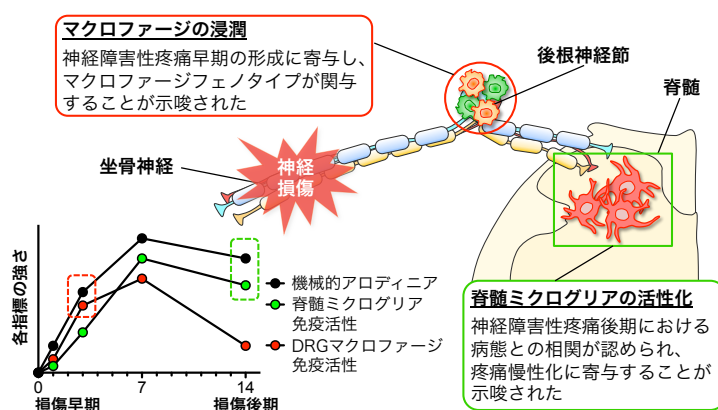 マクロファージの浸潤
神経障害性疼痛早期の形成に寄与し、
マクロファージフェノタイプが関与
することが示唆された
後根神経節
脊髄
坐骨神経
神経
損傷
各指標の強さ
機械的アロディニア
脊髄ミクログリア
免疫活性
DRGマクロファージ
免疫活性
0
7
14
損傷早期
損傷後期
脊髄ミクログリアの活性化
神経障害性疼痛後期における
病態との相関が認められ、
疼痛慢性化に寄与することが
示唆された